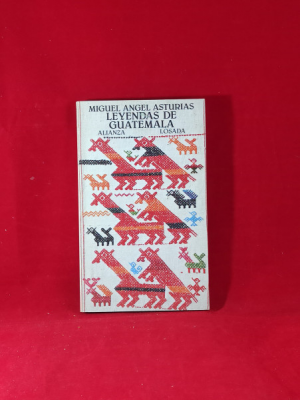 MIGUEL ANGEL ASTURIAS
LEYENDAS DE
GUATEMALA
ALIANZA LOSADA